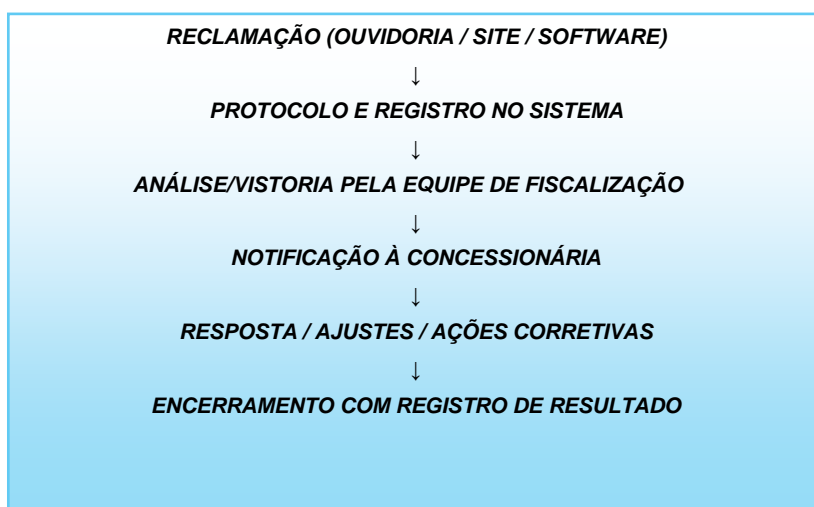 RECLAMAÇÃO (OUVIDORIA / SITE / SOFTWARE)
↓
PROTOCOLO E REGISTRO NO SISTEMA
↓
ANÁLISE/VISTORIA PELA EQUIPE DE FISCALIZAÇÃO
↓
NOTIFICAÇÃO À CONCESSIONÁRIA
↓
RESPOSTA / AJUSTES / AÇÕES CORRETIVAS
↓
ENCERRAMENTO COM REGISTRO DE RESULTADO